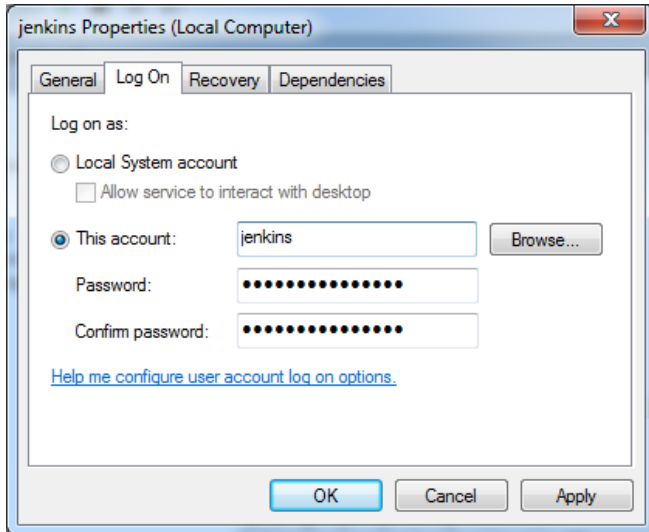 jenkins Properties (Local Computer)
General Log On Recovery Dependencies
Log on as:
Local System account
Allow service to interact with desktop
This account: jenkins Browse...
Password: •••••••••••••••
Confirm password: •••••••••••••••
Help me configure user account log on options.
OK Cancel Apply